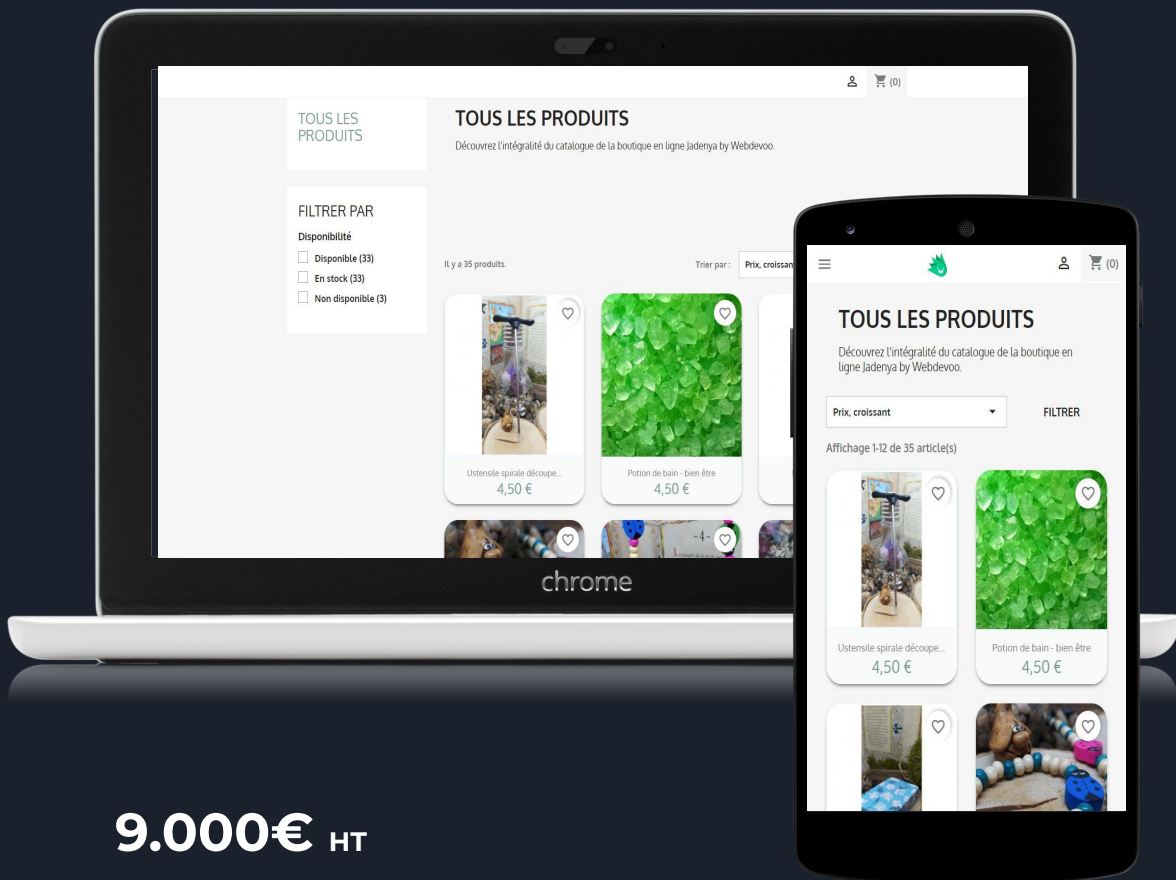 (0)
TOUS LES
PRODUITS
TOUS LES PRODUITS
Découvrez l'intégralité du catalogue de la boutique en ligne Jadenya by Webdevoo.
FILTRER PAR
Disponibilité
Disponible (33)
En stock (33)
Non disponible (3)
Il y a 35 produits.
Trier par :
Prix, croissan
Ustensile spirale découpe...
4,50 €
Potion de bain - bien être
4,50 €
-4-
chrome
(0)
TOUS LES PRODUITS
Découvrez l'intégralité du catalogue de la boutique en
ligne Jadenya by Webdevoo.
Prix, croissant
FILTRER
Affichage 1-12 de 35 article(s)
Ustensile spirale découpe...
4,50 €
Potion de bain - bien être
4,50 €
9.000€ HT